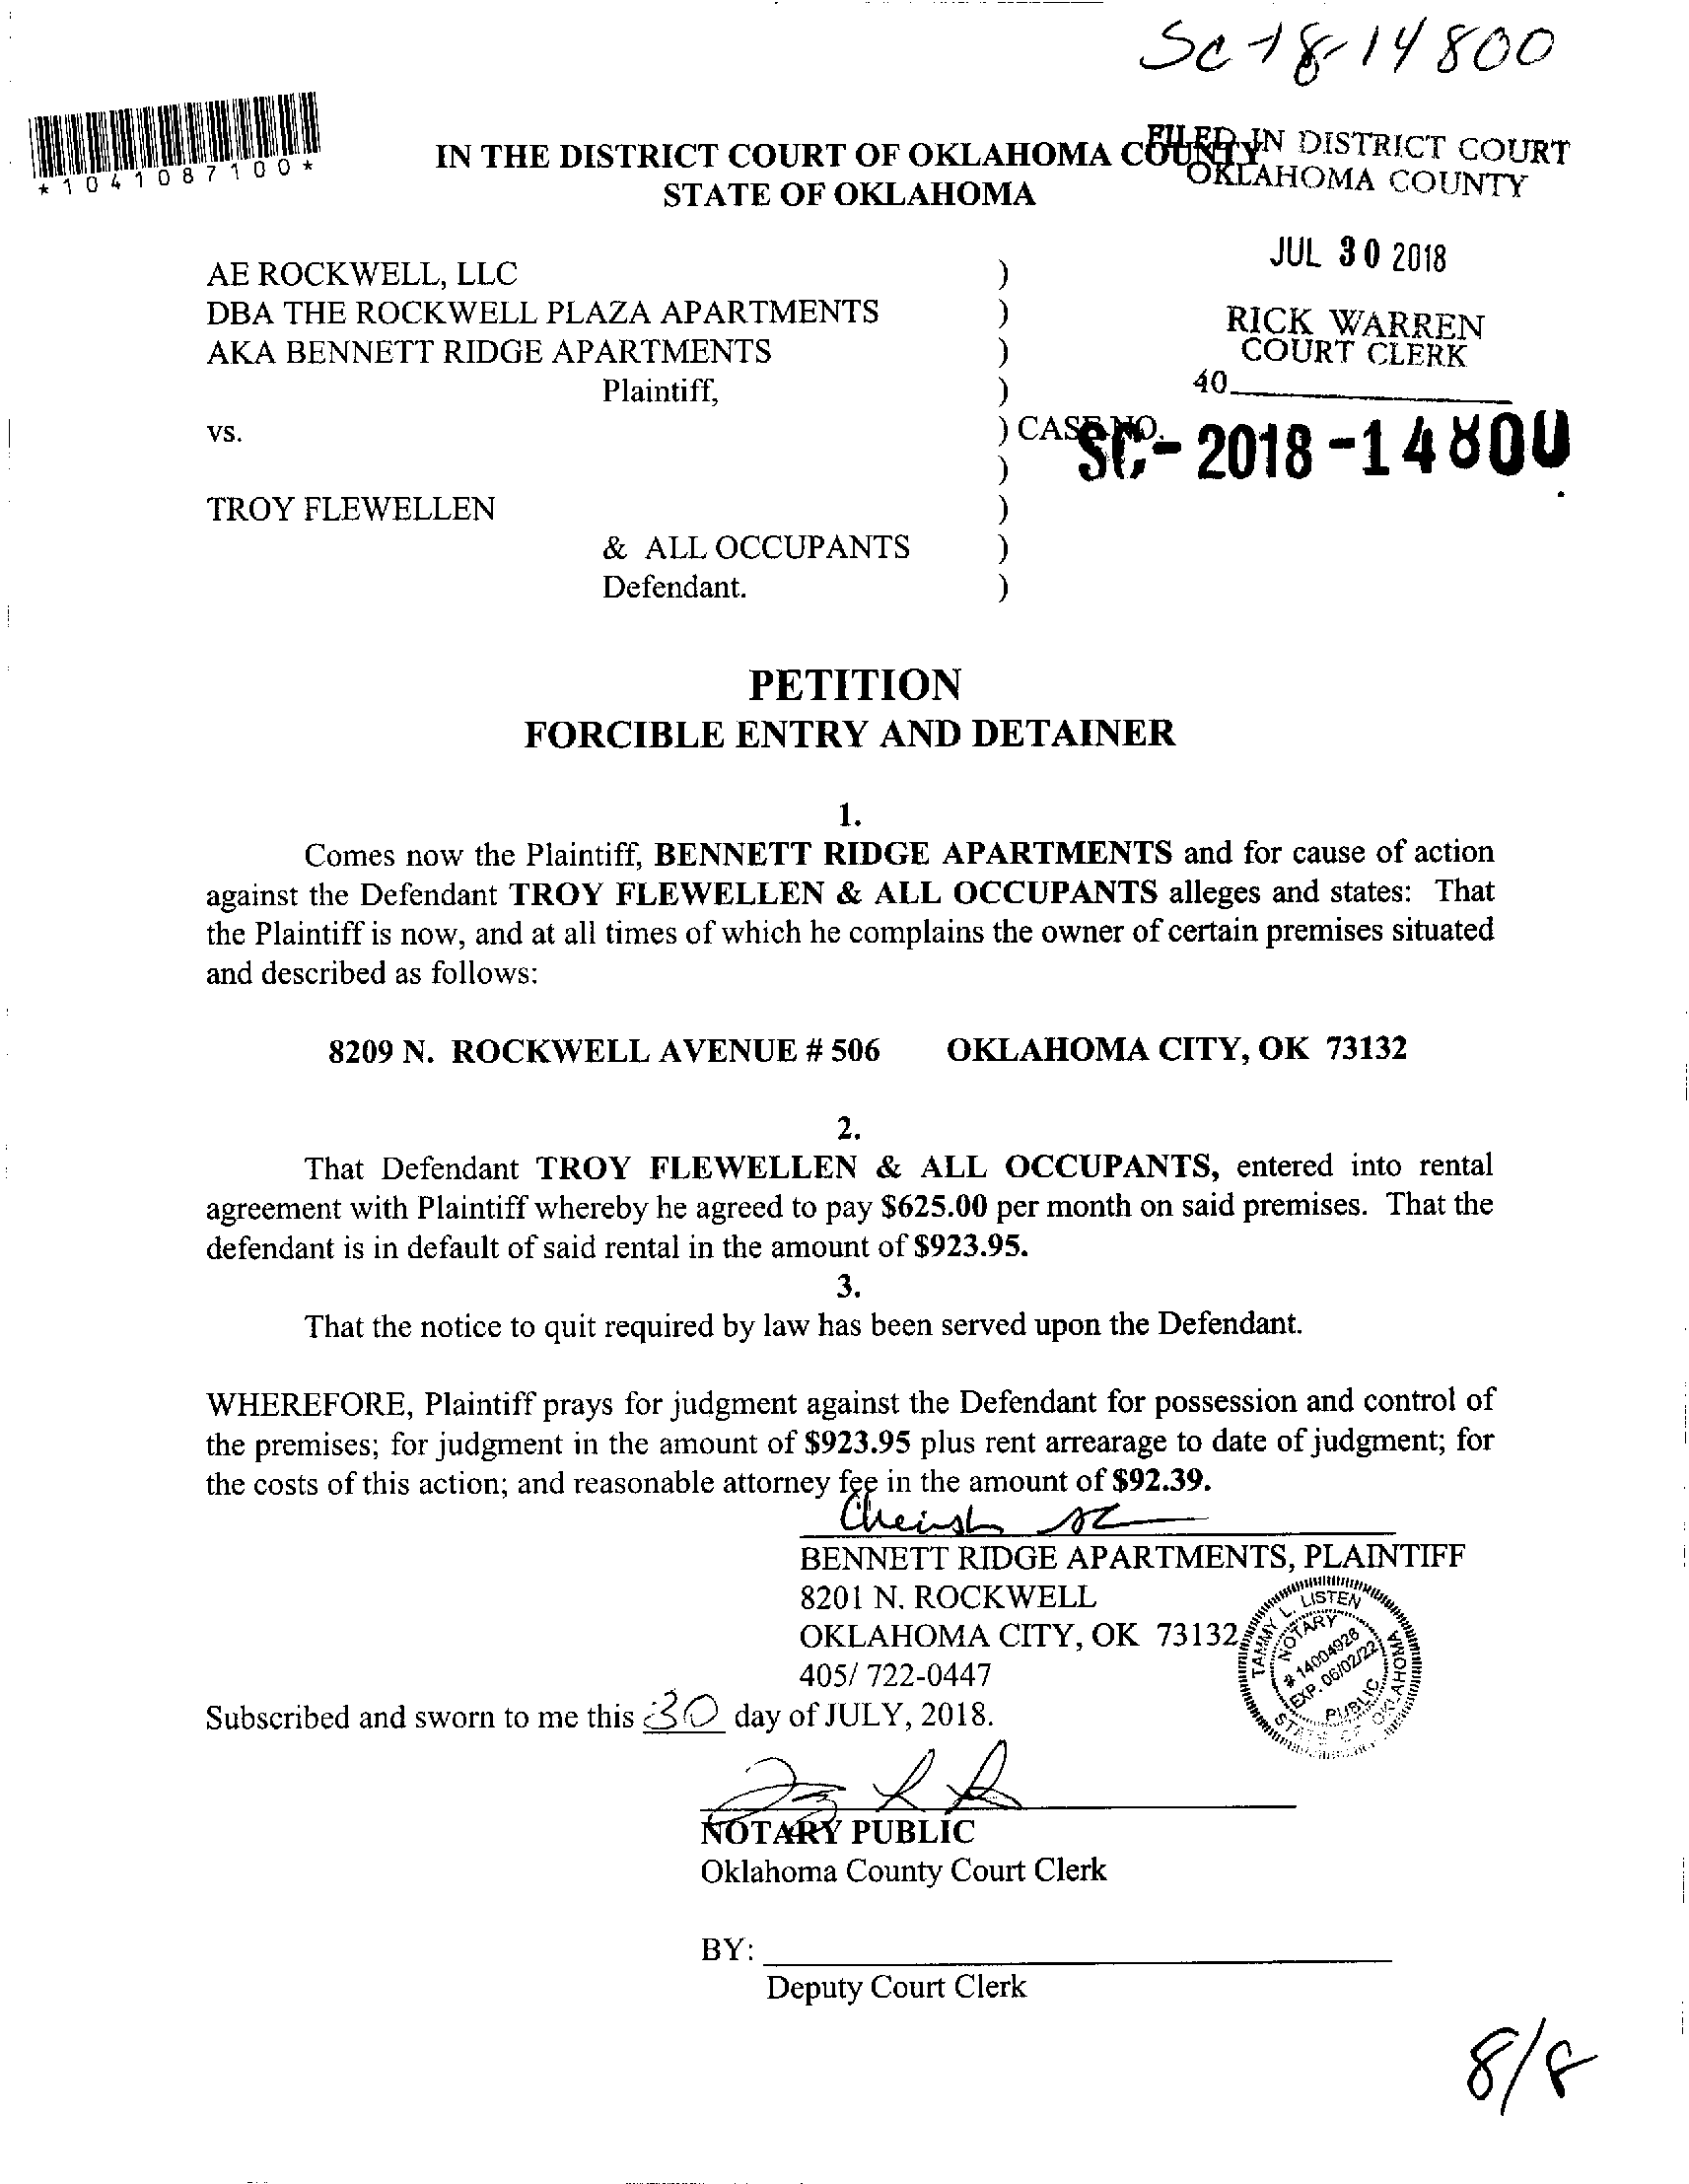 SC-18-14800
*1041087100*
IN THE DISTRICT COURT OF OKLAHOMA COUNTY
STATE OF OKLAHOMA
FILED IN DISTRICT COURT
OKLAHOMA COUNTY
JUL 30 2018
RICK WARREN
COURT CLERK
40
AE ROCKWELL, LLC )
DBA THE ROCKWELL PLAZA APARTMENTS )
AKA BENNETT RIDGE APARTMENTS )
Plaintiff, )
vs. ) CASE NO. SC-2018-14800
)
TROY FLEWELLEN )
& ALL OCCUPANTS )
Defendant. )
PETITION
FORCIBLE ENTRY AND DETAINER
1.
Comes now the Plaintiff, BENNETT RIDGE APARTMENTS and for cause of action
against the Defendant TROY FLEWELLEN & ALL OCCUPANTS alleges and states: That
the Plaintiff is now, and at all times of which he complains the owner of certain premises situated
and described as follows:
8209 N. ROCKWELL AVENUE # 506 OKLAHOMA CITY, OK 73132
2.
That Defendant TROY FLEWELLEN & ALL OCCUPANTS, entered into rental
agreement with Plaintiff whereby he agreed to pay $625.00 per month on said premises. That the
defendant is in default of said rental in the amount of $923.95.
3.
That the notice to quit required by law has been served upon the Defendant.
WHEREFORE, Plaintiff prays for judgment against the Defendant for possession and control of
the premises; for judgment in the amount of $923.95 plus rent arrearage to date of judgment; for
the costs of this action; and reasonable attorney fee in the amount of $92.39.
BENNETT RIDGE APARTMENTS, PLAINTIFF
8201 N. ROCKWELL
OKLAHOMA CITY, OK 73132
405/ 722-0447
TAMMY L. LISTEN
NOTARY
# 14004926
EXP. 06/02/22
PUBLIC
STATE OF OKLAHOMA
Subscribed and sworn to me this 30 day of JULY, 2018.
NOTARY PUBLIC
Oklahoma County Court Clerk
BY:
Deputy Court Clerk
8/8